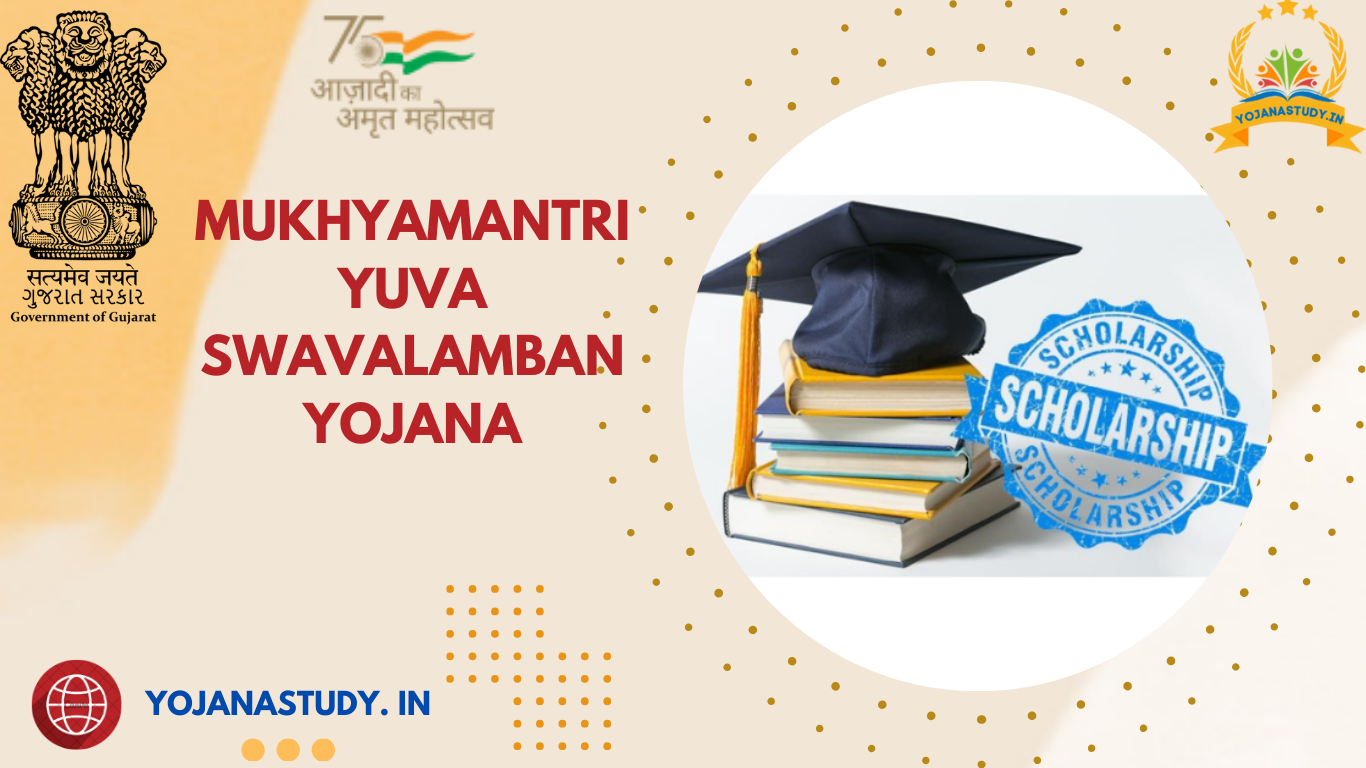 75
आज़ादी का
अमृत महोत्सव
YOJANASTUDY.IN
सत्यमेव जयते
ગુજરાત સરકાર
Government of Gujarat
MUKHYAMANTRI
YUVA
SWAVALAMBAN
YOJANA
SCHOLARSHIP
SCHOLARSHIP
SCHOLARSHIP
YOJANASTUDY. IN